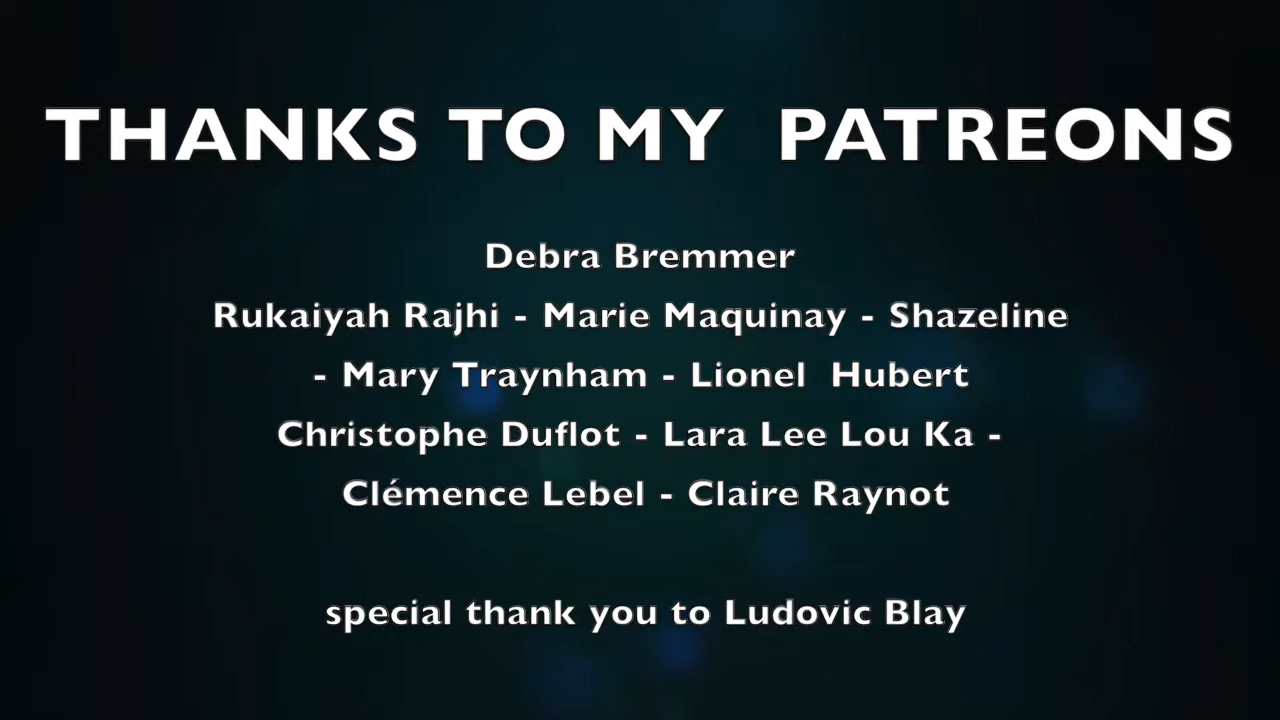 THANKS TO MY  PATREONS
Debra Bremmer
Rukaiyah Rajhi - Marie Maquinay - Shazeline
- Mary Traynham - Lionel  Hubert
Christophe Duflot - Lara Lee Lou Ka -
Clémence Lebel - Claire Raynot
special thank you to Ludovic Blay